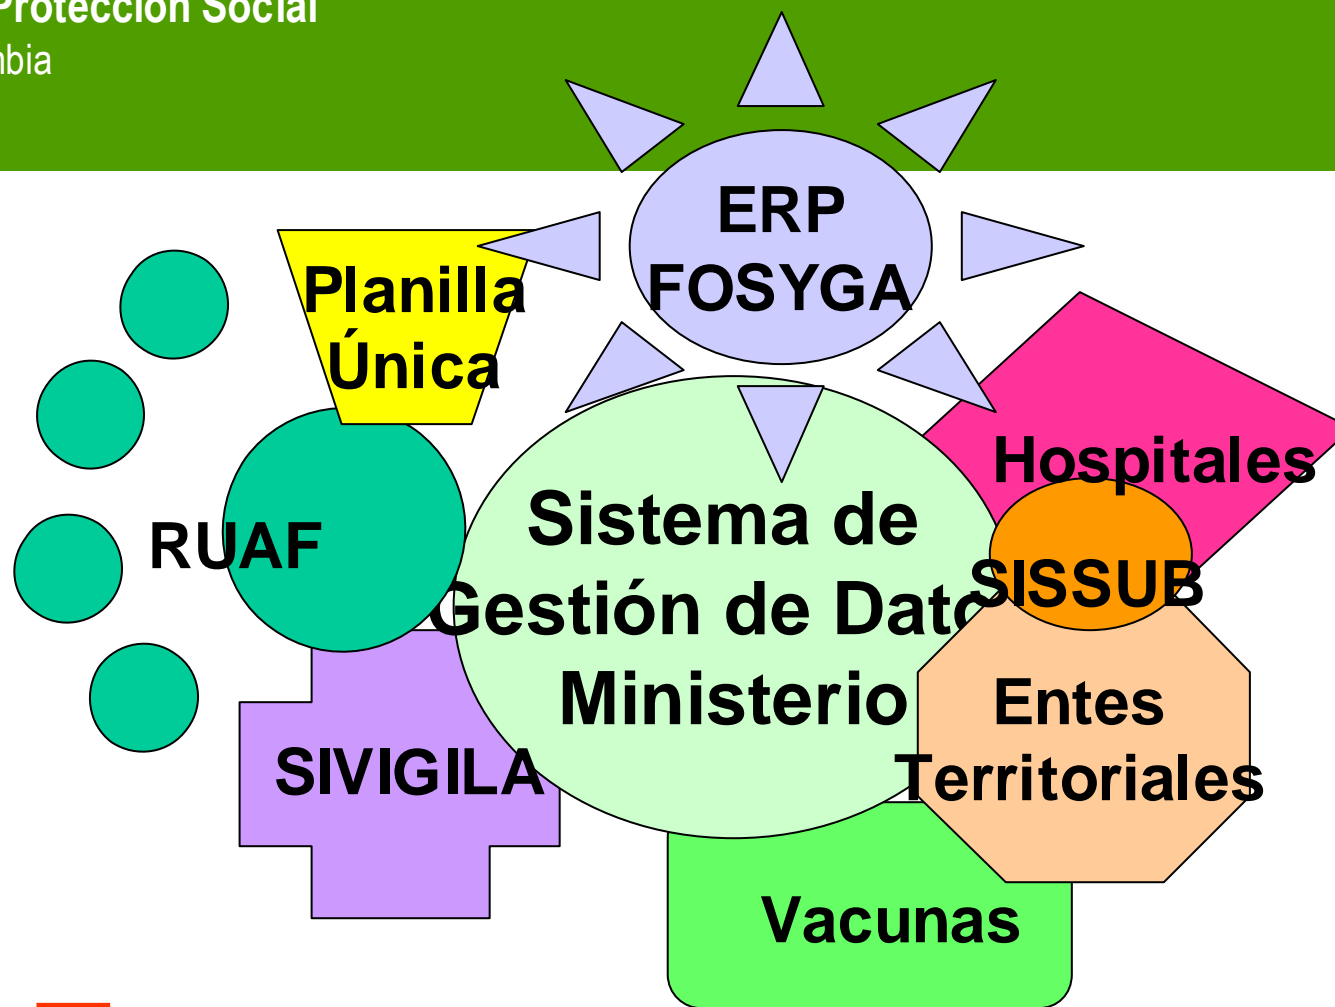 Protección Social
mbia
ERP
FOSYGA
Planilla
Única
Hospitales
Sistema de
RUAF
SISSUB
Gestión de Dato
Ministerio
Entes
Territoriales
SIVIGILA
Vacunas